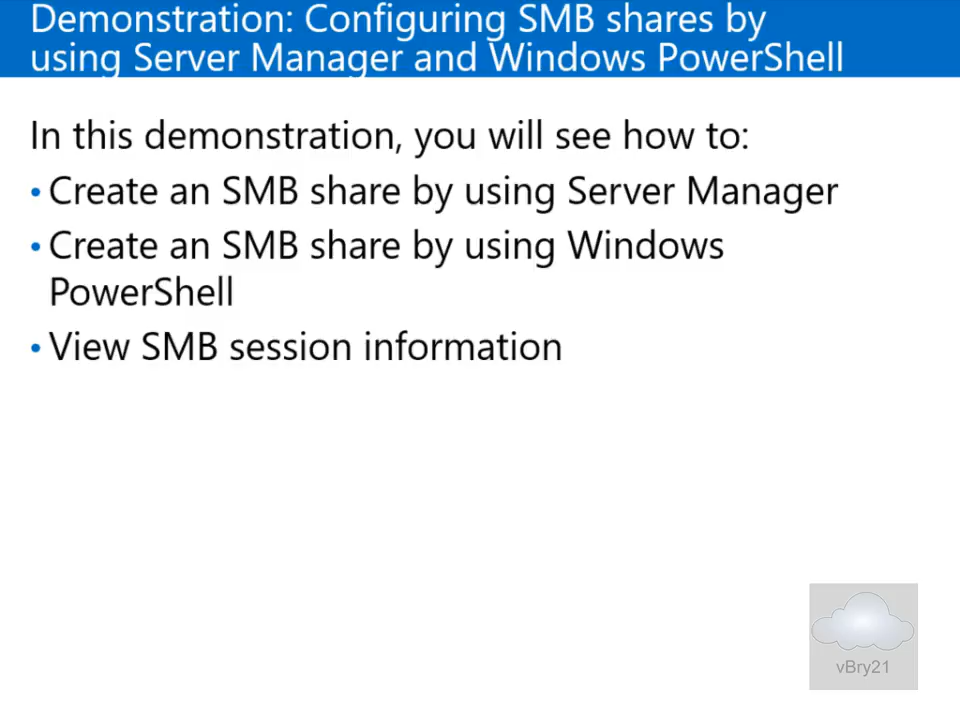 Demonstration: Configuring SMB shares by
using Server Manager and Windows PowerShell
In this demonstration, you will see how to:
• Create an SMB share by using Server Manager
• Create an SMB share by using Windows
PowerShell
• View SMB session information
vBry21